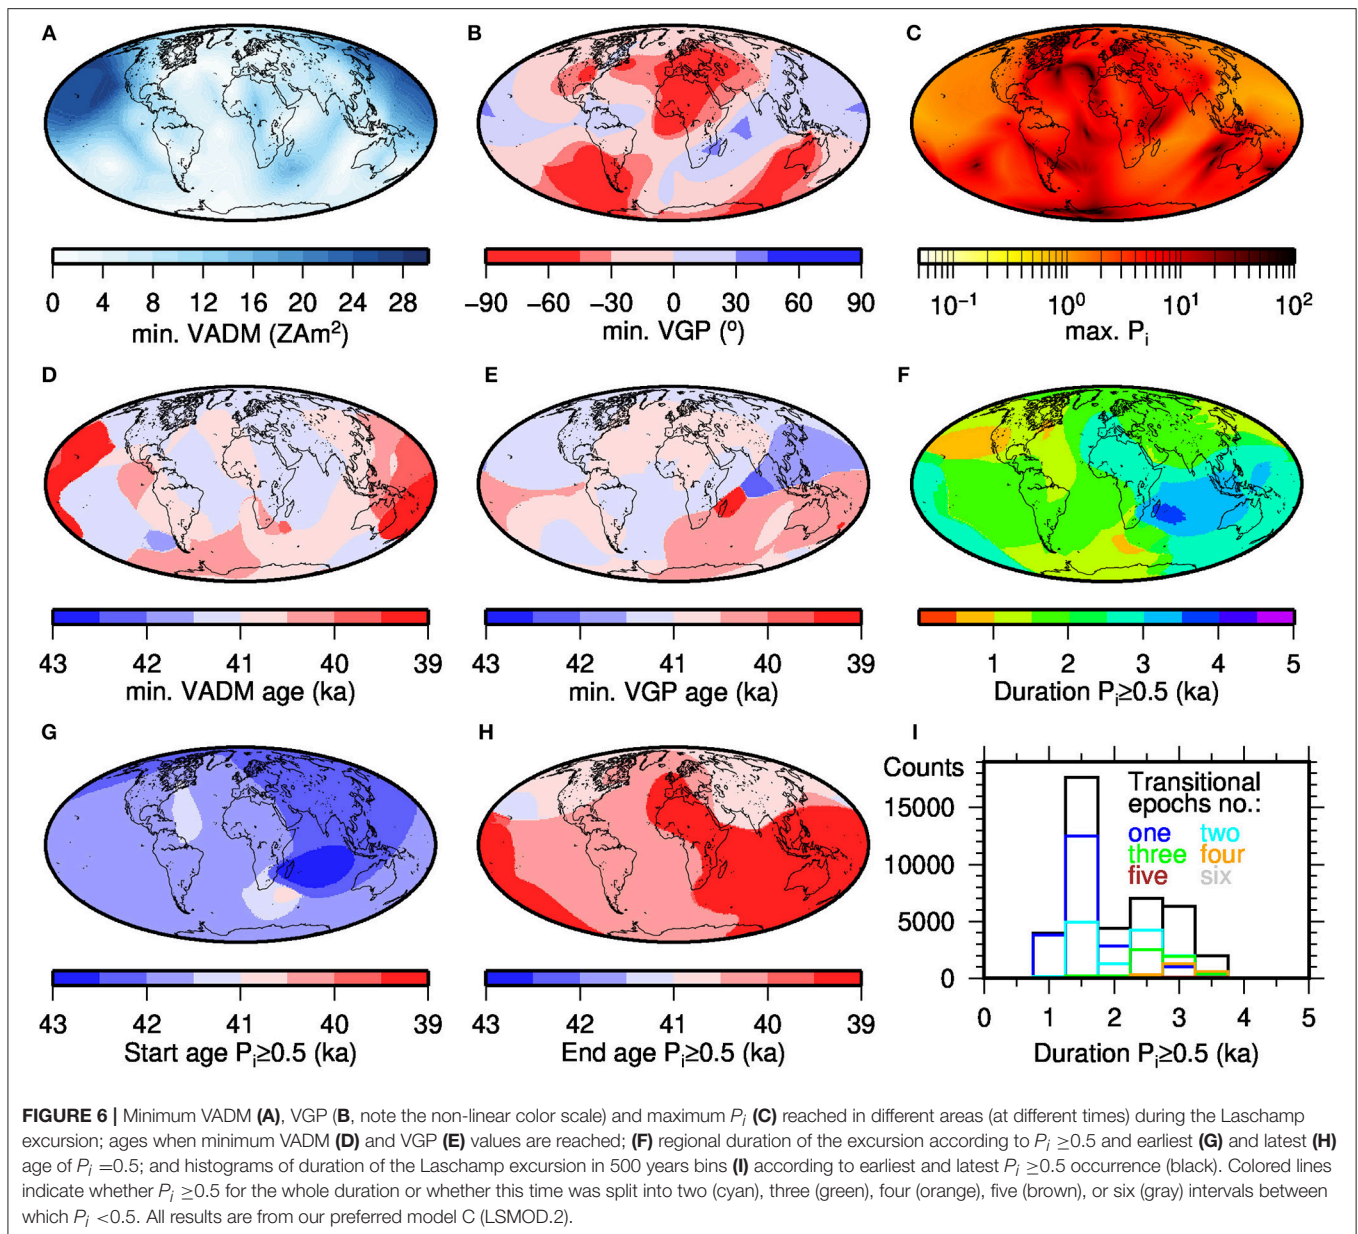 A
B
C
0 4 8 12 16 20 24 28
min. VADM (ZAm²)
−90 −60 −30 0 30 60 90
min. VGP (°)
10⁻¹ 10⁰ 10¹ 10²
max. Pᵢ
D
E
F
43 42 41 40 39
min. VADM age (ka)
43 42 41 40 39
min. VGP age (ka)
1 2 3 4 5
Duration Pᵢ≥0.5 (ka)
G
H
I
43 42 41 40 39
Start age Pᵢ≥0.5 (ka)
43 42 41 40 39
End age Pᵢ≥0.5 (ka)
Counts
15000
10000
5000
0
Transitional
epochs no.:
one two
three four
five six
0 1 2 3 4 5
Duration Pᵢ≥0.5 (ka)
FIGURE 6 | Minimum VADM (A), VGP (B, note the non-linear color scale) and maximum Pᵢ (C) reached in different areas (at different times) during the Laschamp
excursion; ages when minimum VADM (D) and VGP (E) values are reached; (F) regional duration of the excursion according to Pᵢ ≥0.5 and earliest (G) and latest (H)
age of Pᵢ =0.5; and histograms of duration of the Laschamp excursion in 500 years bins (I) according to earliest and latest Pᵢ ≥0.5 occurrence (black). Colored lines
indicate whether Pᵢ ≥0.5 for the whole duration or whether this time was split into two (cyan), three (green), four (orange), five (brown), or six (gray) intervals between
which Pᵢ <0.5. All results are from our preferred model C (LSMOD.2).